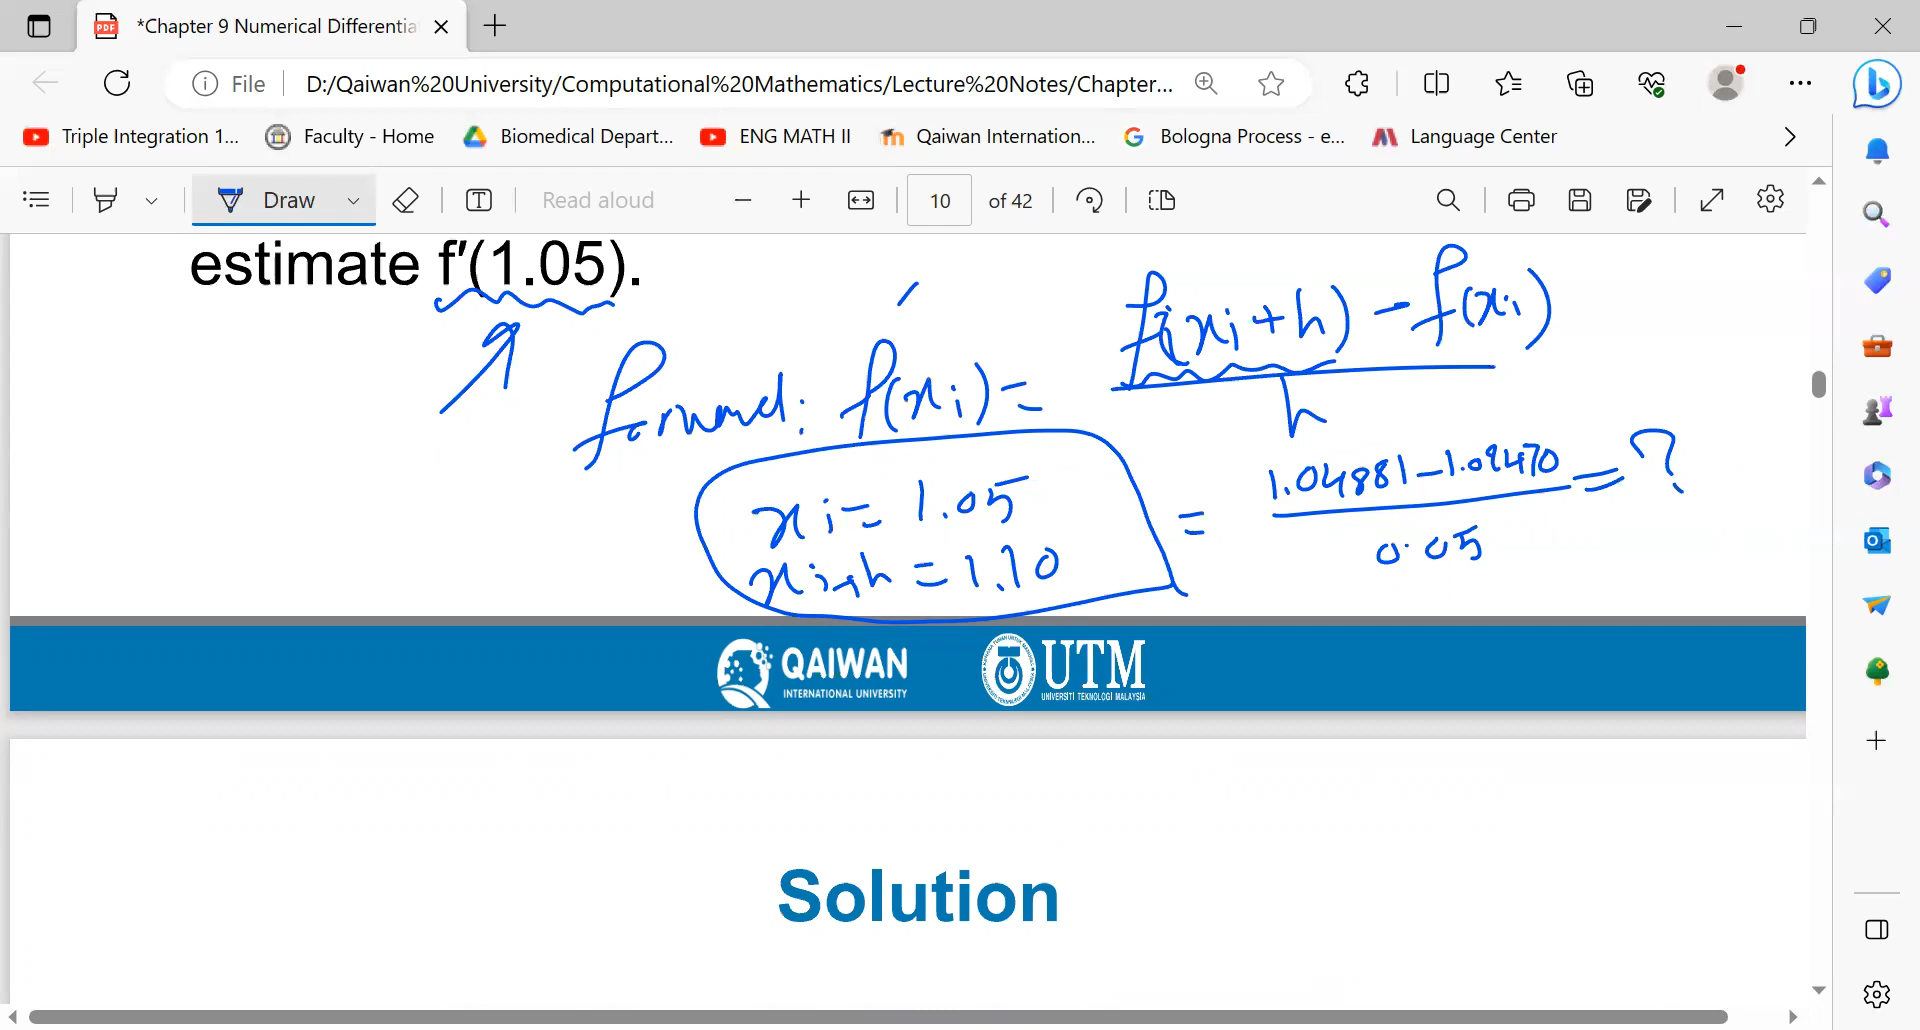 *Chapter 9 Numerical Differentia
File D:/Qaiwan%20University/Computational%20Mathematics/Lecture%20Notes/Chapter...
Triple Integration 1... Faculty - Home Biomedical Depart... ENG MATH II Qaiwan Internation... Bologna Process - e... Language Center
Draw Read aloud 10 of 42
estimate f′(1.05).
forward: f′(xi) = f(xi+h) - f(xi) / h
xi = 1.05
xi+h = 1.10
= 1.04881 - 1.02470 / 0.05 = ?
QAIWAN
INTERNATIONAL UNIVERSITY
UTM
UNIVERSITI TEKNOLOGI MALAYSIA
Solution